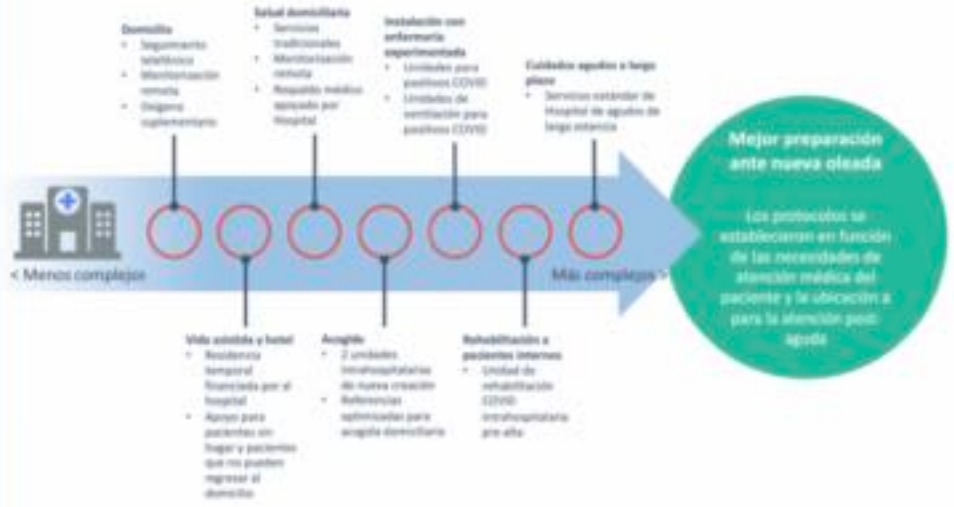 Domicilio
• Seguimiento
telefónico
• Monitorización
remota
• Oxígeno
suplementario
Salud domiciliaria
• Servicios
tradicionales
• Monitorización
remota
• Respaldo médico
apoyado por
Hospital
Instalación con
enfermería
experimentada
• Unidades para
positivos COVID
• Unidades de
ventilación para
positivos COVID
Cuidados agudos a largo
plazo
• Servicios estándar de
Hospital de agudos de
larga estancia
< Menos complejos
Más complejos >
Vida asistida y hotel
• Residencia
temporal
financiada por el
hospital
• Apoyo para
pacientes sin
hogar y pacientes
que no pueden
regresar al
domicilio
Acogida
• 2 unidades
intrahospitalarias
de nueva creación
• Referencias
optimizadas para
acogida domiciliaria
Rehabilitación a
pacientes internos
• Unidad de
rehabilitación
COVID
intrahospitalaria
pre alta
Mejor preparación
ante nueva oleada
Los protocolos se
establecieron en función
de las necesidades de
atención médica del
paciente y la ubicación a
para la atención post-
aguda